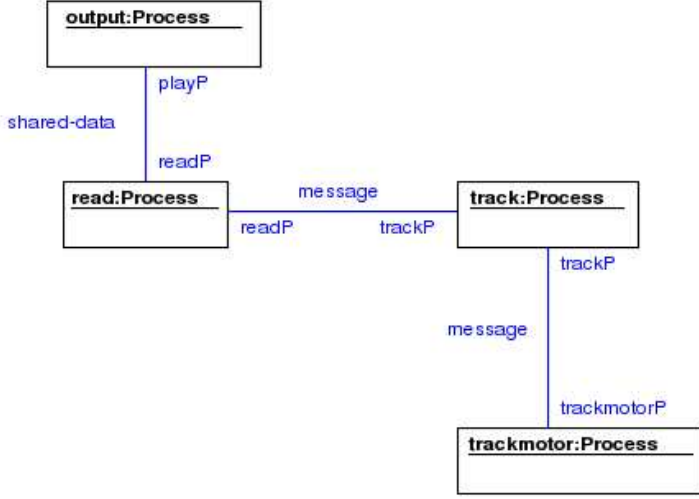 output:Process
playP
shared-data
readP
read:Process
message
track:Process
readP
trackP
trackP
message
trackmotorP
trackmotor:Process